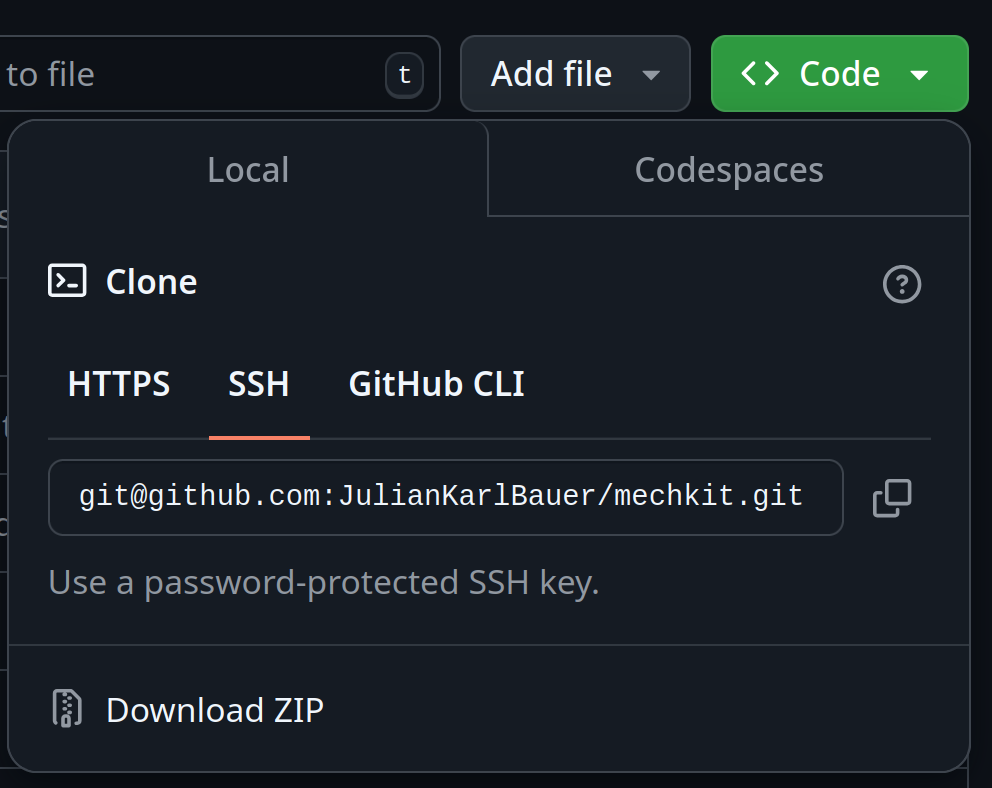 to file t Add file Code
Local Codespaces
Clone
HTTPS SSH GitHub CLI
git@github.com:JulianKarlBauer/mechkit.git
Use a password-protected SSH key.
Download ZIP